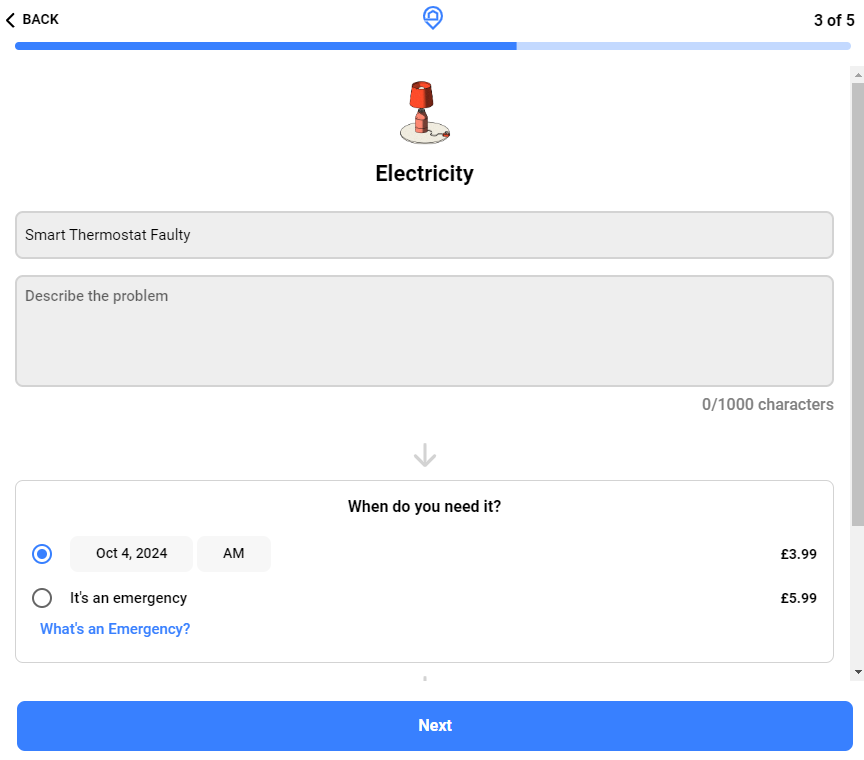 BACK
3 of 5
Electricity
Smart Thermostat Faulty
Describe the problem
0/1000 characters
When do you need it?
Oct 4, 2024 AM £3.99
It's an emergency £5.99
What's an Emergency?
Next